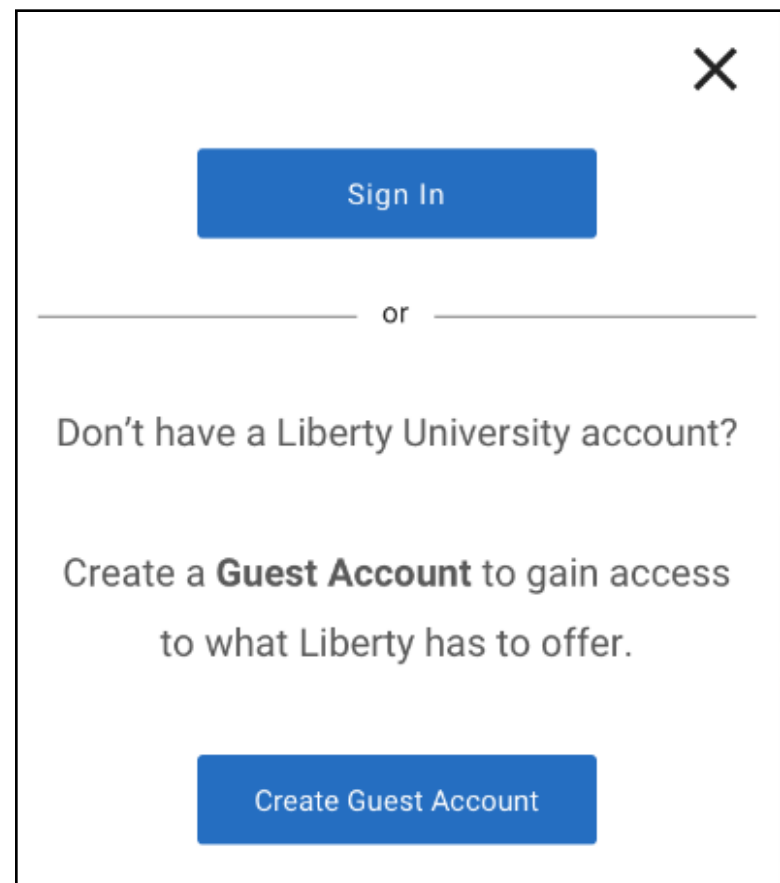 Sign In
or
Don’t have a Liberty University account?
Create a Guest Account to gain access
to what Liberty has to offer.
Create Guest Account